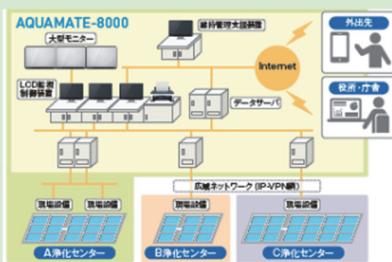 AQUAMATE-8000
大型モニター
維持管理支援装置
外出先
Internet
LCD監視
制御装置
データサーバ
役所・庁舎
広域ネットワーク(IP-VPN網)
現場設備
現場設備
現場設備
現場設備
A浄化センター
B浄化センター
C浄化センター